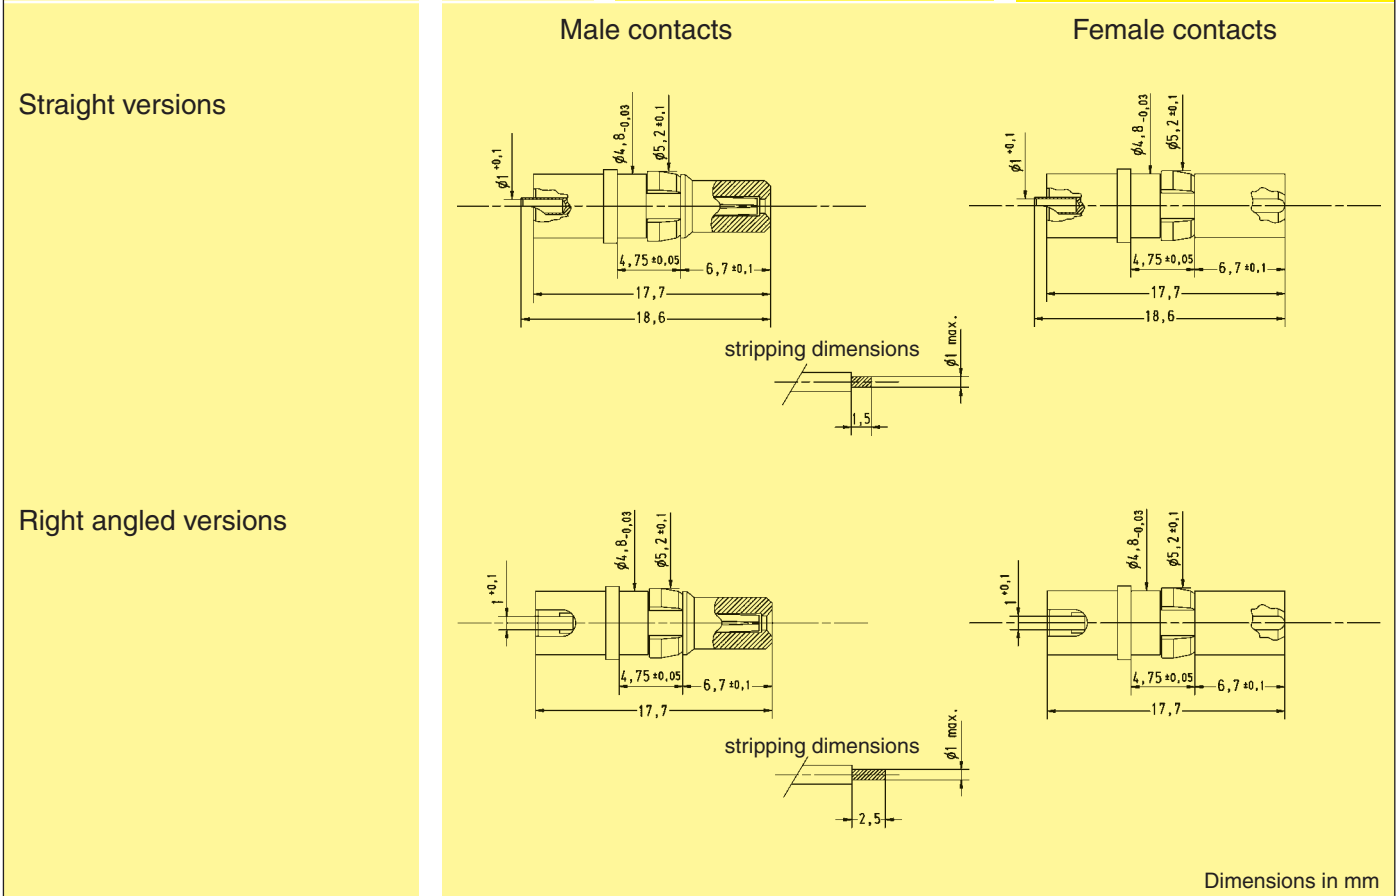 Male contacts
Female contacts
Straight versions
ø1 +0,1
ø4,8 -0,03
ø5,2 ±0,1
4,75 ±0,05
6,7 ±0,1
17,7
18,6
ø1 +0,1
ø4,8 -0,03
ø5,2 ±0,1
4,75 ±0,05
6,7 ±0,1
17,7
18,6
stripping dimensions
ø1 max.
1,5
Right angled versions
1 +0,1
ø4,8 -0,03
ø5,2 ±0,1
4,75 ±0,05
6,7 ±0,1
17,7
1 +0,1
ø4,8 -0,03
ø5,2 ±0,1
4,75 ±0,05
6,7 ±0,1
17,7
stripping dimensions
ø1 max.
2,5
Dimensions in mm